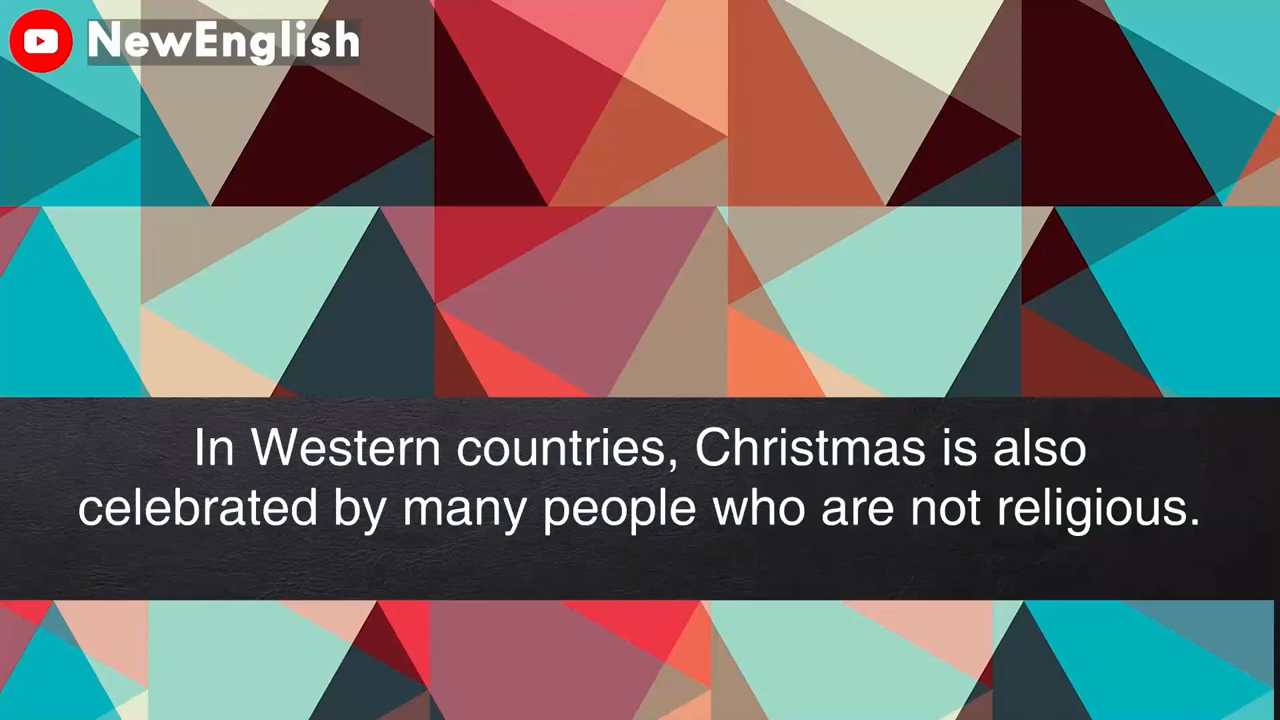 NewEnglish
In Western countries, Christmas is also
celebrated by many people who are not religious.